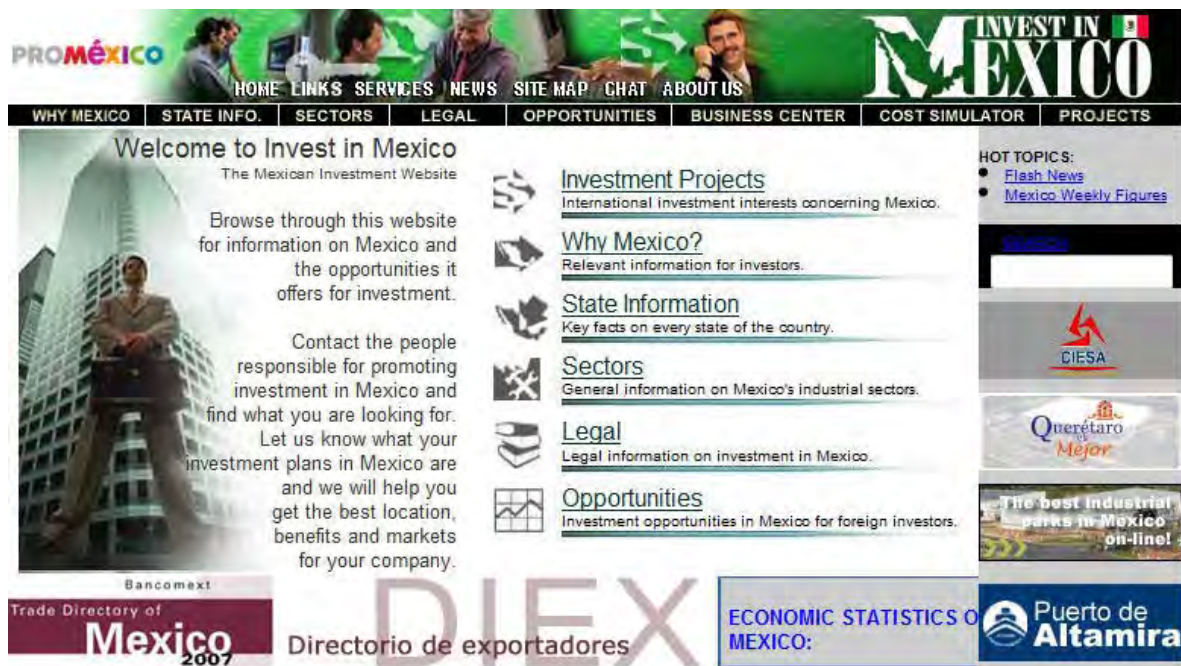 PROMéXICO
INVEST IN
MEXICO
HOME LINKS SERVICES NEWS SITE MAP CHAT ABOUT US
WHY MEXICO STATE INFO. SECTORS LEGAL OPPORTUNITIES BUSINESS CENTER COST SIMULATOR PROJECTS
Welcome to Invest in Mexico
The Mexican Investment Website
Browse through this website
for information on Mexico and
the opportunities it
offers for investment.
Contact the people
responsible for promoting
investment in Mexico and
find what you are looking for.
Let us know what your
investment plans in Mexico are
and we will help you
get the best location,
benefits and markets
for your company.
Investment Projects
International investment interests concerning Mexico.
Why Mexico?
Relevant information for investors.
State Information
Key facts on every state of the country.
Sectors
General information on Mexico's industrial sectors.
Legal
Legal information on investment in Mexico.
Opportunities
Investment opportunities in Mexico for foreign investors.
HOT TOPICS:
Flash News
Mexico Weekly Figures
SEARCH
CIESA
Querétaro
es
Mejor
The best industrial
parks in Mexico
on-line!
Puerto de
Altamira
Bancomext
Trade Directory of
Mexico
2007
DIEX
Directorio de exportadores
ECONOMIC STATISTICS O
MEXICO: